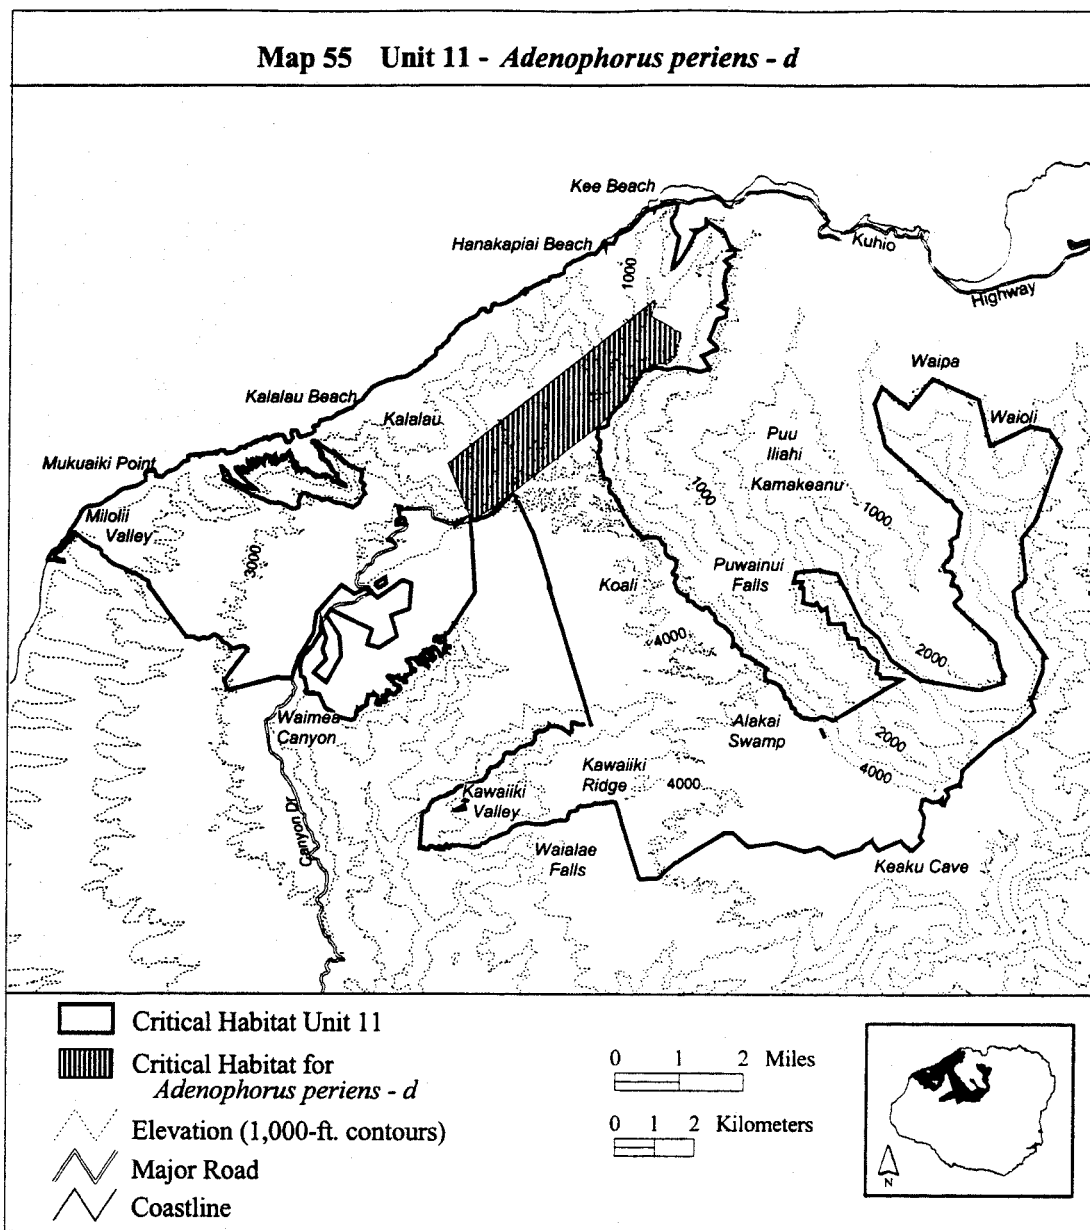 Map 55 Unit 11 - Adenophorus periens - d
Kee Beach
Hanakapiai Beach
Kuhio
Highway
1000
Waipa
Kalalau Beach
Kalalau
Waioli
Puu
Iliahi
Kamakeanu
Mukuaiki Point
1000
1000
Milolii
Valley
3000
Puwainui
Falls
Koali
4000
2000
Waimea
Canyon
Alakai
Swamp
2000
4000
Kawaiiki
Ridge
4000
Kawaiiki
Valley
Canyon Dr
Waialae
Falls
Keaku Cave
Critical Habitat Unit 11
Critical Habitat for
Adenophorus periens - d
Elevation (1,000-ft. contours)
Major Road
Coastline
0 1 2 Miles
0 1 2 Kilometers
N